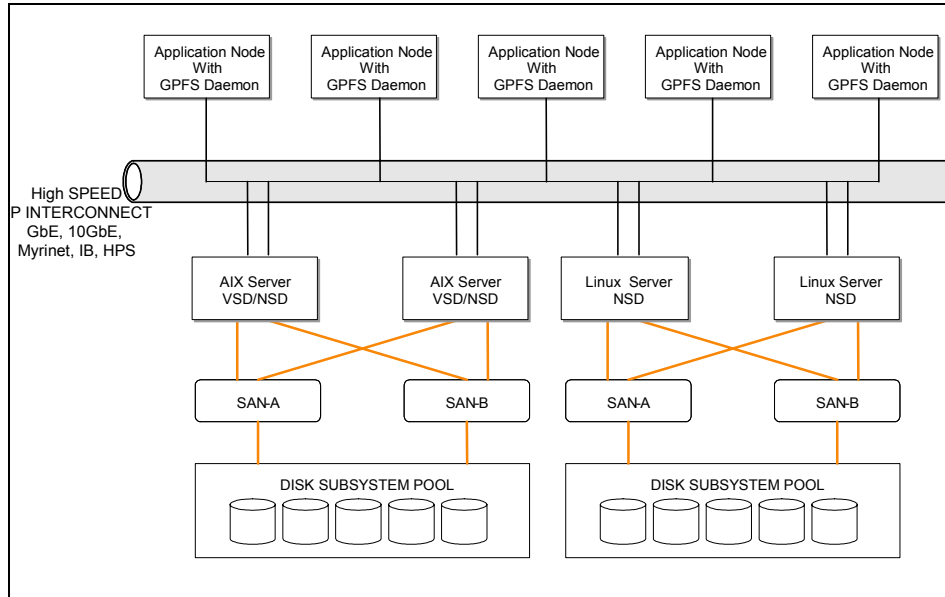 Application Node
With
GPFS Daemon
Application Node
With
GPFS Daemon
Application Node
With
GPFS Daemon
Application Node
With
GPFS Daemon
Application Node
With
GPFS Daemon
High SPEED
P INTERCONNECT
GbE, 10GbE,
Myrinet, IB, HPS
AIX Server
VSD/NSD
AIX Server
VSD/NSD
Linux Server
NSD
Linux Server
NSD
SAN-A
SAN-B
SAN-A
SAN-B
DISK SUBSYSTEM POOL
DISK SUBSYSTEM POOL